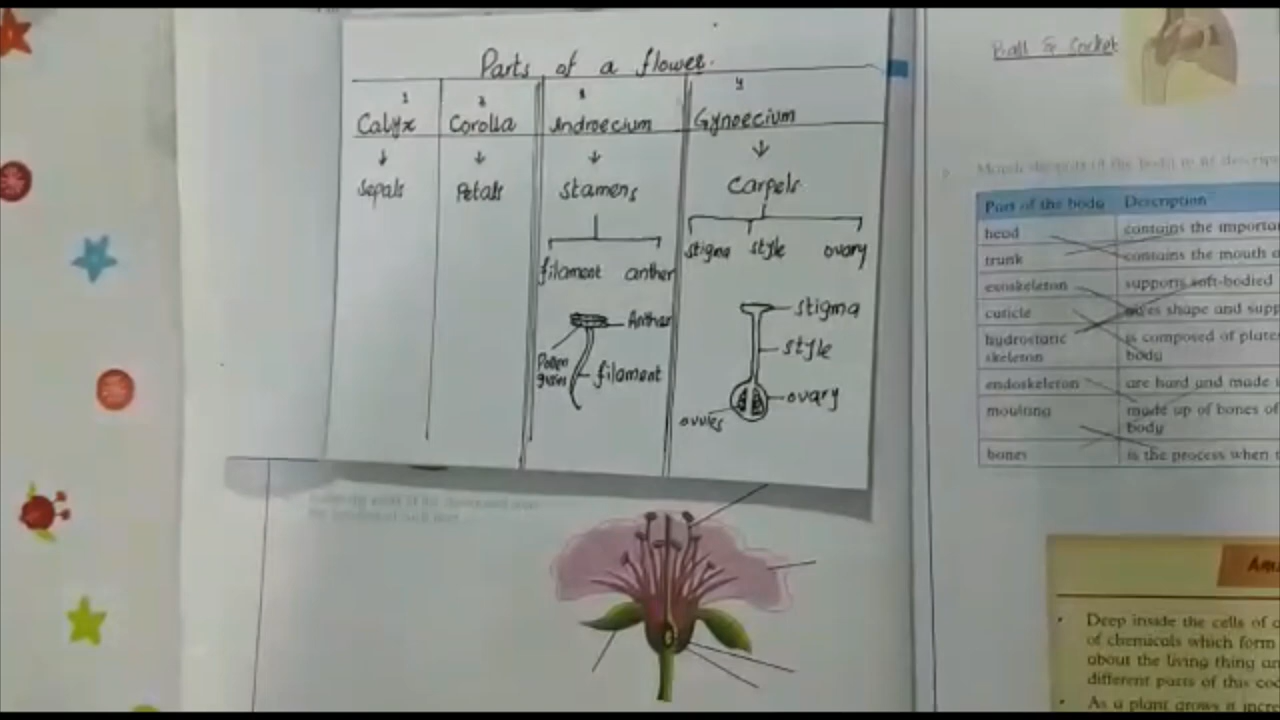 Parts of a flower.
1 2 3 4
Calyx Corolla Androecium Gynoecium
↓ ↓ ↓ ↓
Sepals Petals Stamens Carpels
filament anther stigma style ovary
Anther
Pollen
grains
filament
stigma
style
ovary
ovules
Ball & Socket
Part of the body Description
head contains the importa
trunk contains the mouth
exoskeleton supports soft-bodied
cuticle gives shape and supp
hydrostatic is composed of plate
skeleton body
endoskeleton are hard and made
moulting made up of bones of
body
bones is the process when
Deep inside the cells of
of chemicals which form
about the living thing an
different parts of this co
As a plant grows it incre